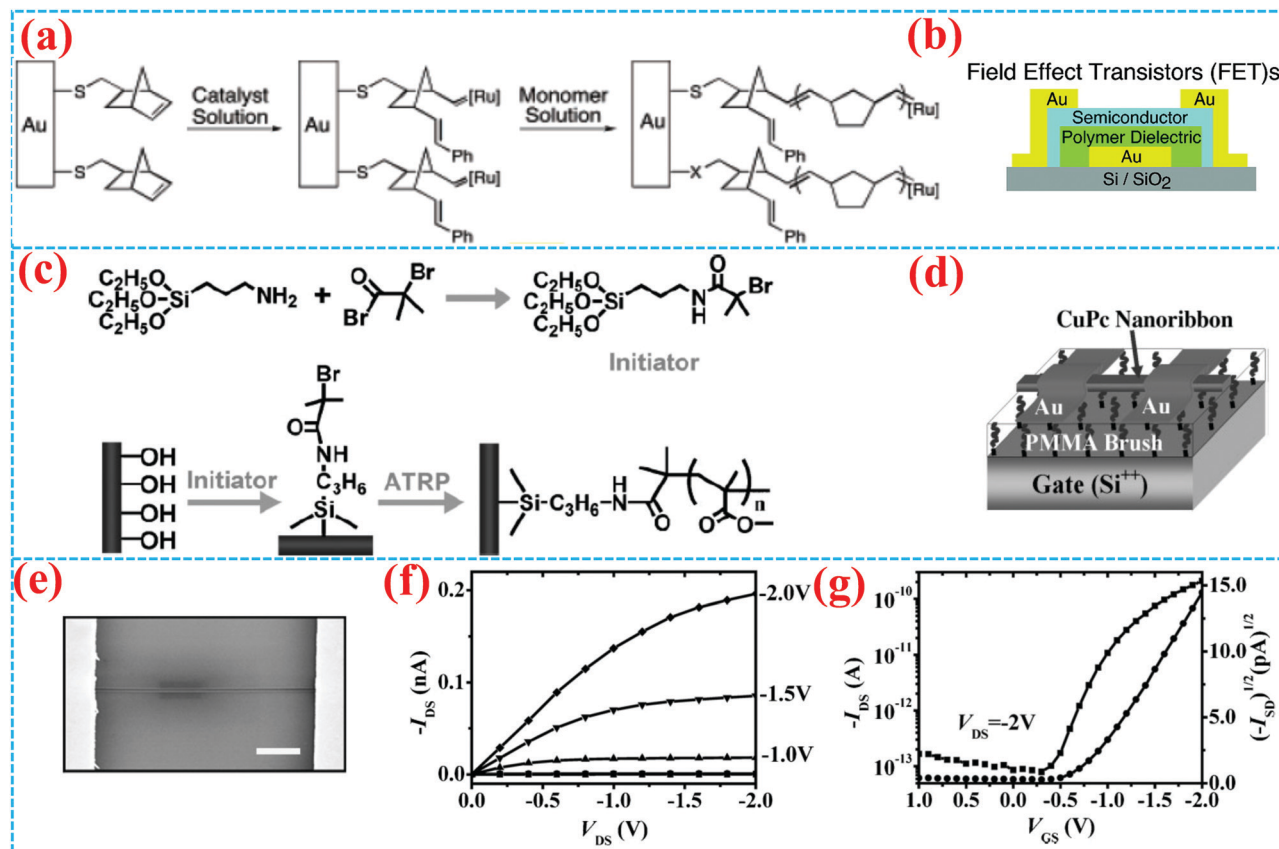 (a)
Au
S
S
Catalyst
Solution
Au
S
S
[Ru]
Ph
[Ru]
Ph
Monomer
Solution
Au
S
X
[Ru]
Ph
[Ru]
Ph
(b)
Field Effect Transistors (FET)s
Au Au
Semiconductor
Polymer Dielectric
Au
Si / SiO2
(c)
C2H5O
C2H5O-Si
C2H5O
NH2
+
O
Br
Br
C2H5O
C2H5O-Si
C2H5O
N
H
O
Br
Initiator
OH
OH
OH
OH
Initiator
Br
O
NH
C3H6
Si
ATRP
Si
C3H6-NH
O
O
O
n
(d)
CuPc Nanoribbon
Au Au
PMMA Brush
Gate (Si++)
(e)
(f)
-IDS (nA)
0.2
0.1
0.0
-2.0V
-1.5V
-1.0V
0.0 -0.5 -1.0 -1.5 -2.0
VDS (V)
(g)
-IDS (A)
10-10
10-11
10-12
10-13
VDS=-2V
15.0
10.0
5.0
0.0
(-ISD)1/2(pA)1/2
1.0 0.5 0.0 -0.5 -1.0 -1.5 -2.0
VGS (V)